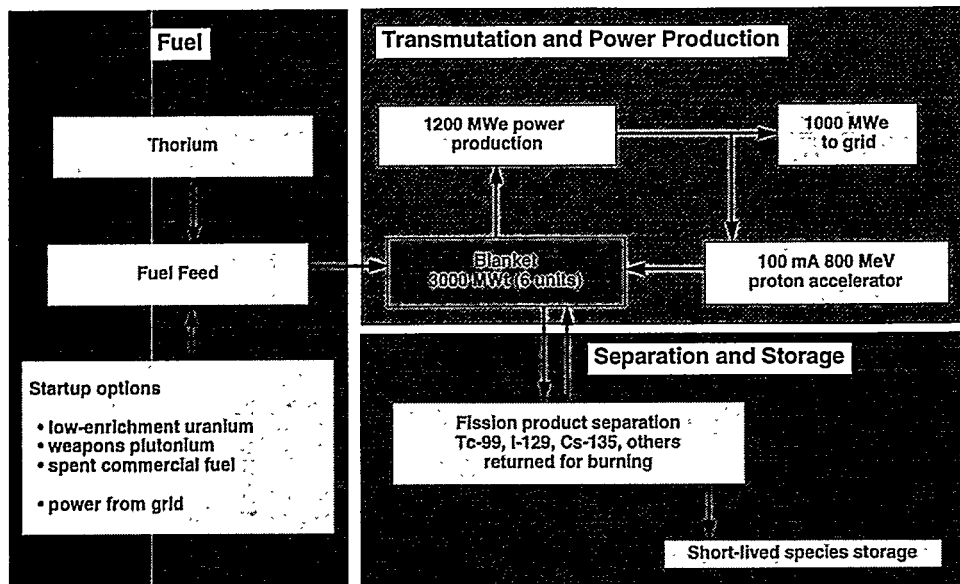 Fuel
Thorium
Fuel Feed
Startup options
• low-enrichment uranium
• weapons plutonium
• spent commercial fuel
• power from grid
Transmutation and Power Production
1200 MWe power
production
1000 MWe
to grid
Blanket
3000 MWt (6 units)
100 mA 800 MeV
proton accelerator
Separation and Storage
Fission product separation
Tc-99, I-129, Cs-135, others
returned for burning
Short-lived species storage